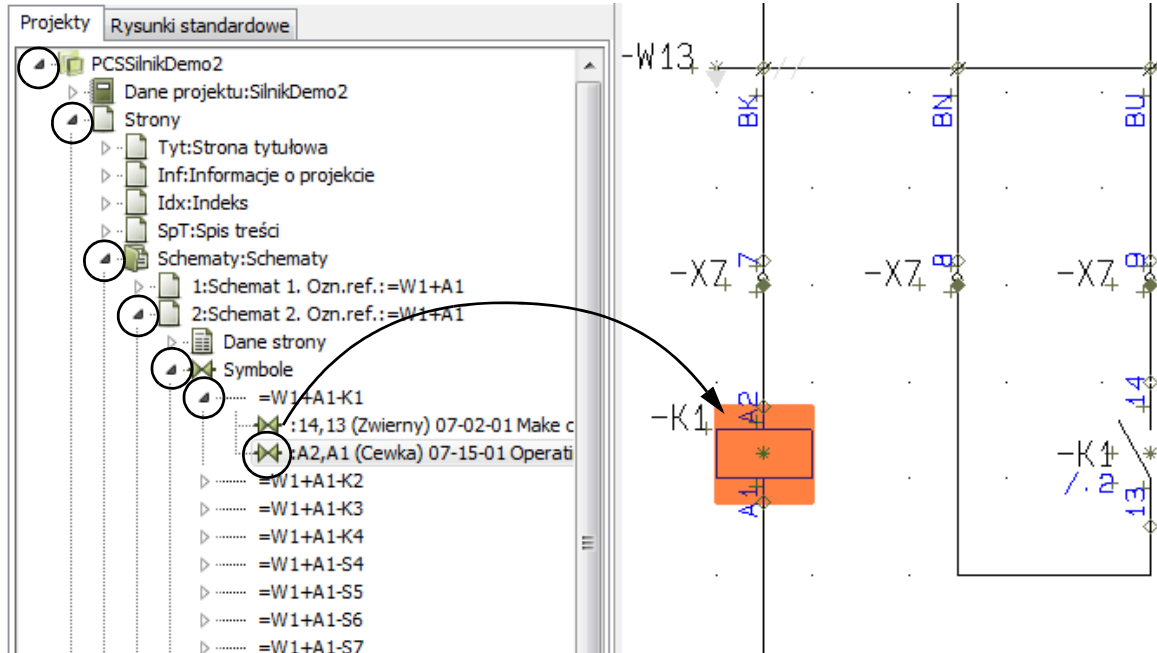 Projekty
Rysunki standardowe
PCSSilnikDemo2
Dane projektu:SilnikDemo2
Strony
Tyt:Strona tytułowa
Inf:Informacje o projekcie
Idx:Indeks
SpT:Spis treści
Schematy:Schematy
1:Schemat 1. Ozn.ref.:=W1+A1
2:Schemat 2. Ozn.ref.:=W1+A1
Dane strony
Symbole
=W1+A1-K1
:14,13 (Zwierny) 07-02-01 Make c
:A2,A1 (Cewka) 07-15-01 Operati
=W1+A1-K2
=W1+A1-K3
=W1+A1-K4
=W1+A1-S4
=W1+A1-S5
=W1+A1-S6
=W1+A1-S7
-W13
BK
BN
BU
-X7
7
-X7
8
-X7
9
-K1
A2
A1
14
-K1
/.2
13